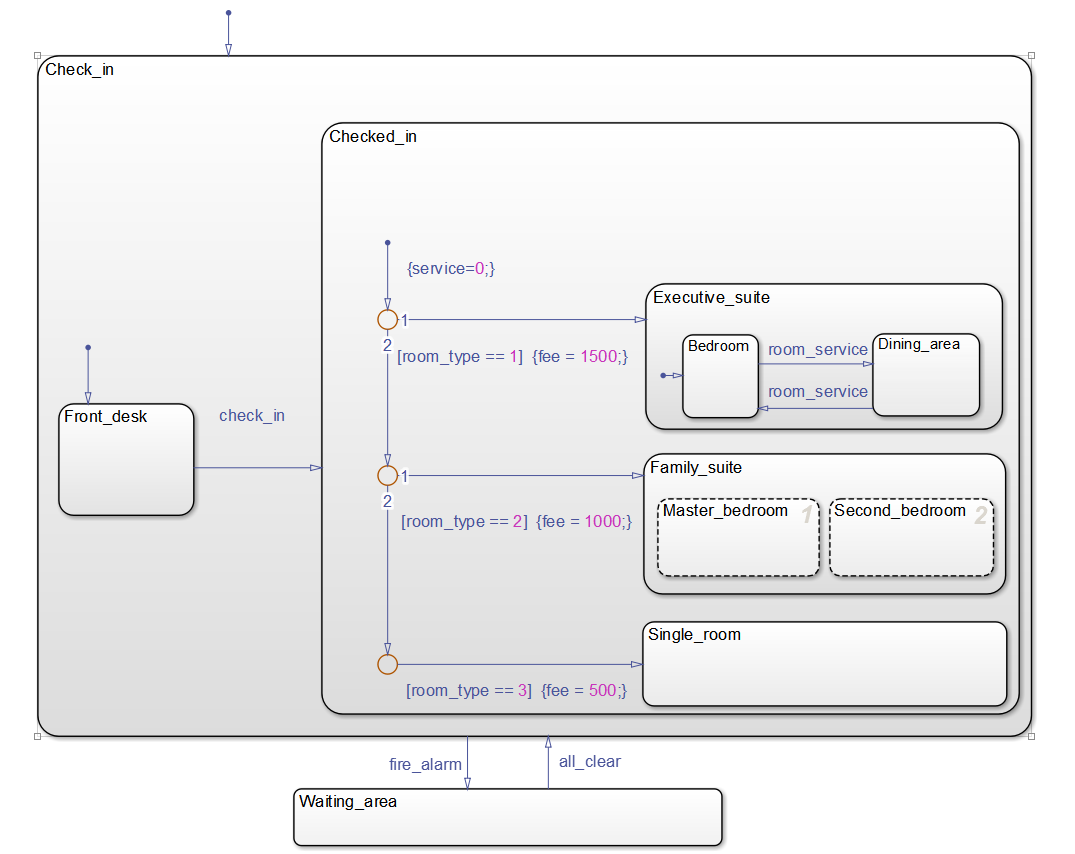 Check_in
Checked_in
{service=0;}
1
2
[room_type == 1] {fee = 1500;}
Executive_suite
Bedroom
room_service
Dining_area
room_service
Front_desk
check_in
1
2
[room_type == 2] {fee = 1000;}
Family_suite
Master_bedroom 1
Second_bedroom 2
Single_room
[room_type == 3] {fee = 500;}
fire_alarm
all_clear
Waiting_area